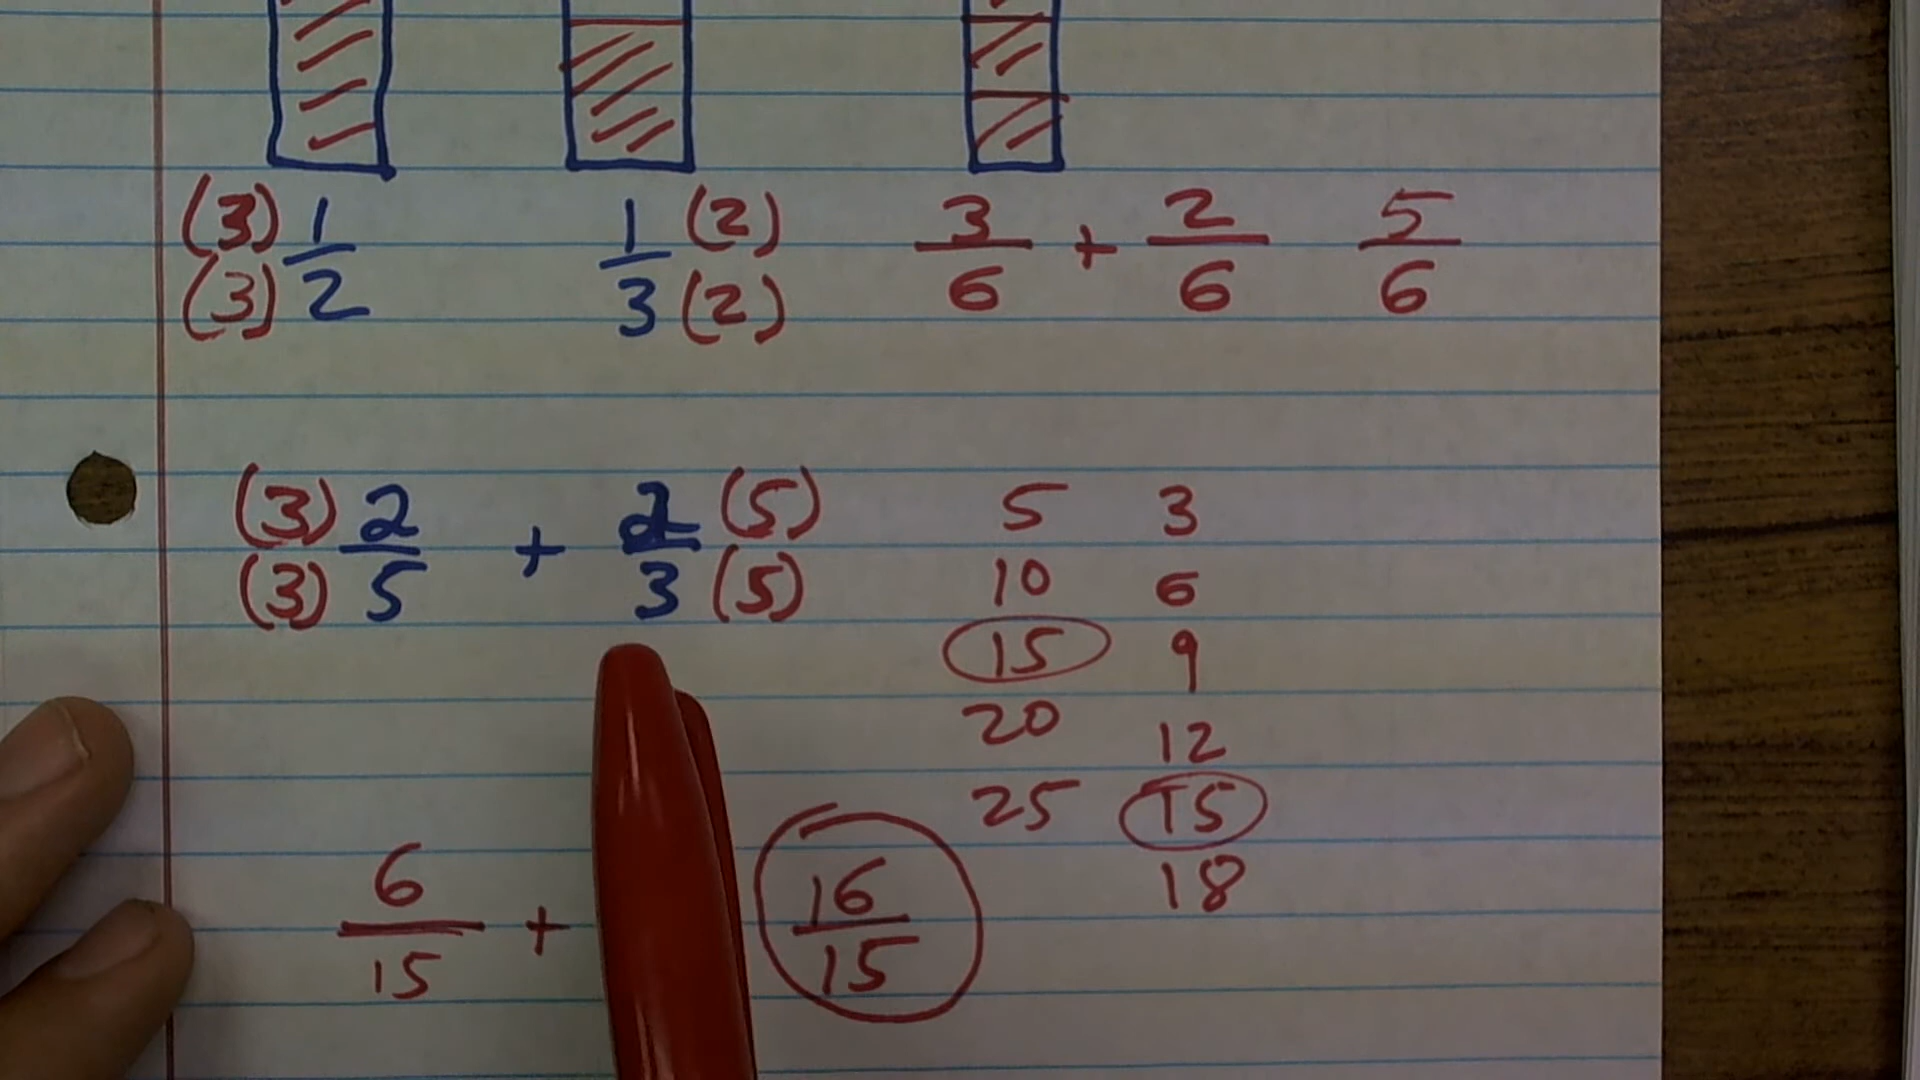 (3) 1 1 (2) 3 + 2 5
(3) 2 3 (2) 6 6 6
(3) 2 + 2 (5) 5 3
(3) 5 3 (5) 10 6
15 9
20 12
25 15
6 + 16 18
15 15